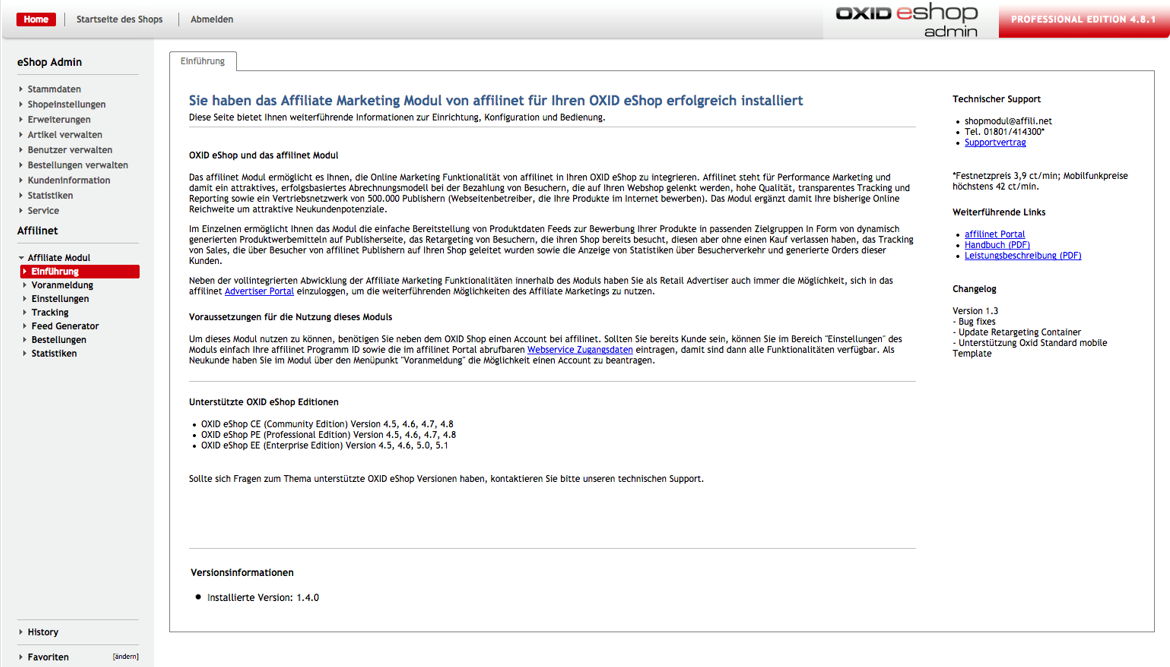 Home
Startseite des Shops
Abmelden
OXID eshop
admin
PROFESSIONAL EDITION 4.8.1
eShop Admin
Stammdaten
Shopeinstellungen
Erweiterungen
Artikel verwalten
Benutzer verwalten
Bestellungen verwalten
Kundeninformation
Statistiken
Service
Affilinet
Affiliate Modul
Einführung
Voranmeldung
Einstellungen
Tracking
Feed Generator
Bestellungen
Statistiken
History
Favoriten
[ändern]
Einführung
Sie haben das Affiliate Marketing Modul von affilinet für Ihren OXID eShop erfolgreich installiert
Diese Seite bietet Ihnen weiterführende Informationen zur Einrichtung, Konfiguration und Bedienung.
OXID eShop und das affilinet Modul
Das affilinet Modul ermöglicht es Ihnen, die Online Marketing Funktionalität von affilinet in Ihren OXID eShop zu integrieren. Affilinet steht für Performance Marketing und
damit ein attraktives, erfolgsbasiertes Abrechnungsmodell bei der Bezahlung von Besuchern, die auf Ihren Webshop gelenkt werden, hohe Qualität, transparentes Tracking und
Reporting sowie ein Vertriebsnetzwerk von 500.000 Publishern (Webseitenbetreiber, die Ihre Produkte im Internet bewerben). Das Modul ergänzt damit Ihre bisherige Online
Reichweite um attraktive Neukundenpotenziale.
Im Einzelnen ermöglicht Ihnen das Modul die einfache Bereitstellung von Produktdaten Feeds zur Bewerbung Ihrer Produkte in passenden Zielgruppen in Form von dynamisch
generierten Produktwerbemitteln auf Publisherseite, das Retargeting von Besuchern, die ihren Shop bereits besucht, diesen aber ohne einen Kauf verlassen haben, das Tracking
von Sales, die über Besucher von affilinet Publishern auf Ihren Shop geleitet wurden sowie die Anzeige von Statistiken über Besucherverkehr und generierte Orders dieser
Kunden.
Neben der vollintegrierten Abwicklung der Affiliate Marketing Funktionalitäten innerhalb des Moduls haben Sie als Retail Advertiser auch immer die Möglichkeit, sich in das
affilinet Advertiser Portal einzuloggen, um die weiterführenden Möglichkeiten des Affiliate Marketings zu nutzen.
Voraussetzungen für die Nutzung dieses Moduls
Um dieses Modul nutzen zu können, benötigen Sie neben dem OXID Shop einen Account bei affilinet. Sollten Sie bereits Kunde sein, können Sie im Bereich "Einstellungen" des
Moduls einfach Ihre affilinet Programm ID sowie die im affilinet Portal abrufbaren Webservice Zugangsdaten eintragen, damit sind dann alle Funktionalitäten verfügbar. Als
Neukunde haben Sie im Modul über den Menüpunkt "Voranmeldung" die Möglichkeit einen Account zu beantragen.
Unterstützte OXID eShop Editionen
• OXID eShop CE (Community Edition) Version 4.5, 4.6, 4.7, 4.8
• OXID eShop PE (Professional Edition) Version 4.5, 4.6, 4.7, 4.8
• OXID eShop EE (Enterprise Edition) Version 4.5, 4.6, 5.0, 5.1
Sollte sich Fragen zum Thema unterstützte OXID eShop Versionen haben, kontaktieren Sie bitte unseren technischen Support.
Versionsinformationen
• Installierte Version: 1.4.0
Technischer Support
• shopmodul@affili.net
• Tel. 01801/414300*
• Supportvertrag
*Festnetzpreis 3,9 ct/min; Mobilfunkpreise
höchstens 42 ct/min.
Weiterführende Links
• affilinet Portal
• Handbuch (PDF)
• Leistungsbeschreibung (PDF)
Changelog
Version 1.3
- Bug fixes
- Update Retargeting Container
- Unterstützung Oxid Standard mobile
Template